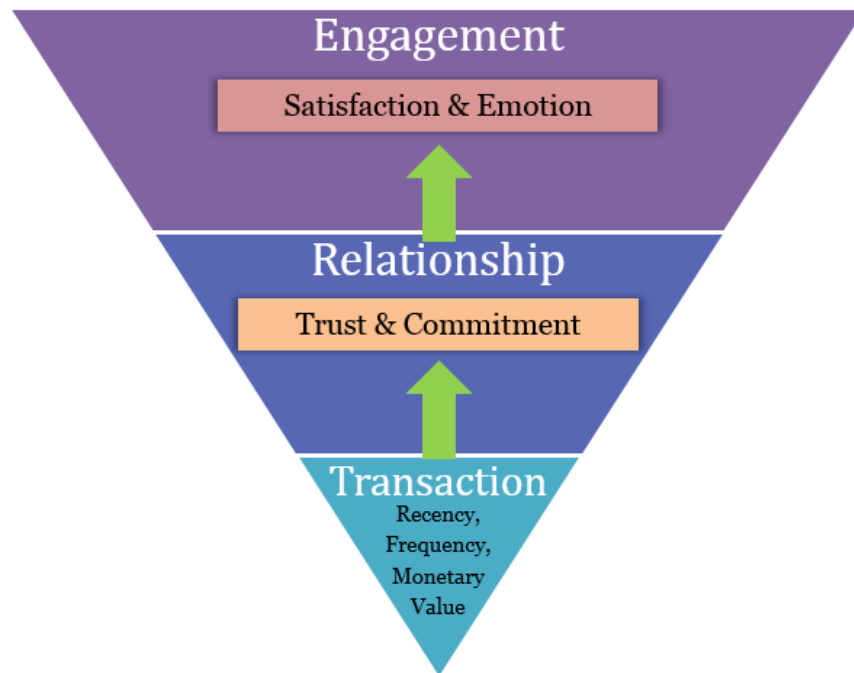 Engagement
Satisfaction & Emotion
Relationship
Trust & Commitment
Transaction
Recency,
Frequency,
Monetary
Value